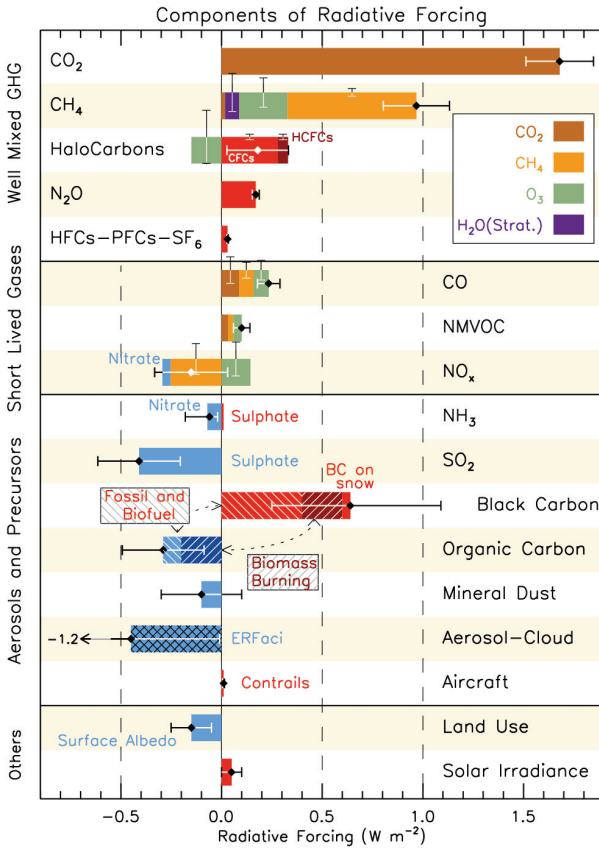 Components of Radiative Forcing
Well Mixed GHG
CO2
CH4
HaloCarbons
CFCs
HCFCs
N2O
HFCs-PFCs-SF6
CO2
CH4
O3
H2O(Strat.)
Short Lived Gases
CO
NMVOC
Nitrate
NOx
Aerosols and Precursors
Nitrate
Sulphate
NH3
Sulphate
SO2
BC on
snow
Black Carbon
Fossil and
Biofuel
Organic Carbon
Biomass
Burning
Mineral Dust
-1.2
ERFaci
Aerosol-Cloud
Contrails
Aircraft
Others
Surface Albedo
Land Use
Solar Irradiance
-0.5 0.0 0.5 1.0 1.5
Radiative Forcing (W m-2)